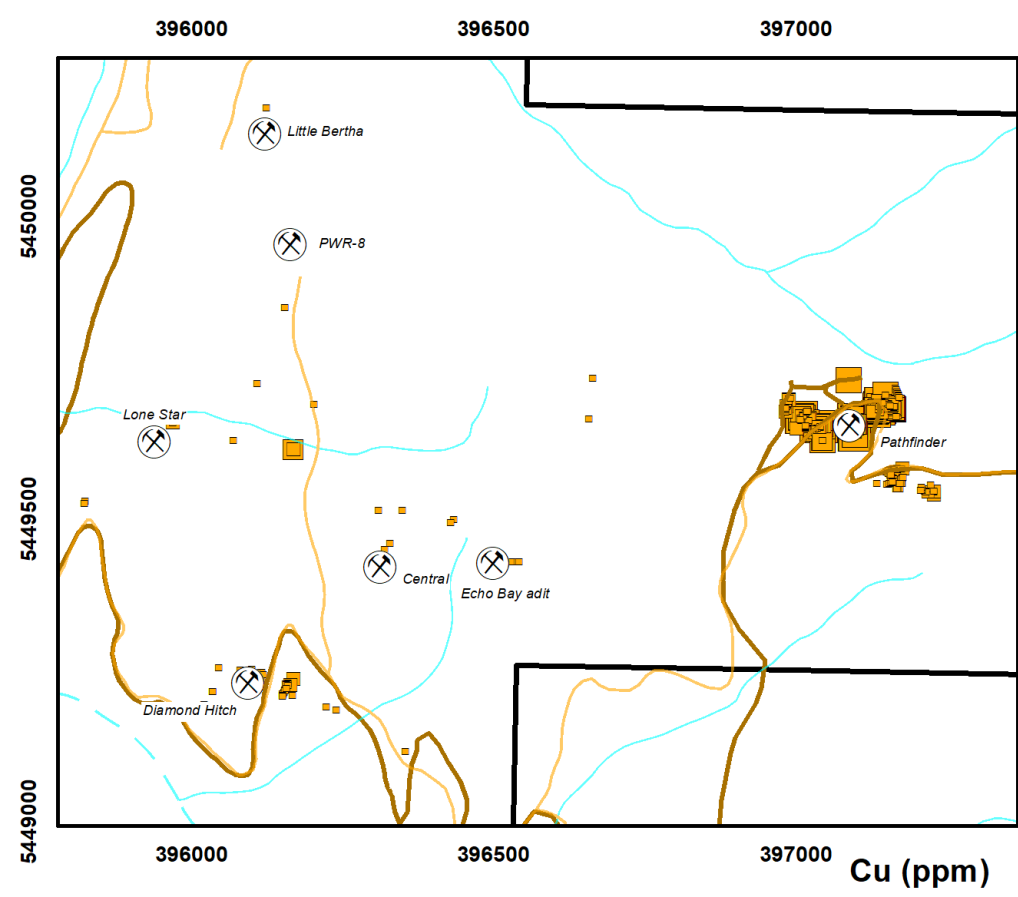 396000 396500 397000
Little Bertha
5450000
PWR-8
Lone Star
Pathfinder
5449500
Central
Echo Bay adit
Diamond Hitch
5449000
396000 396500 397000
Cu (ppm)